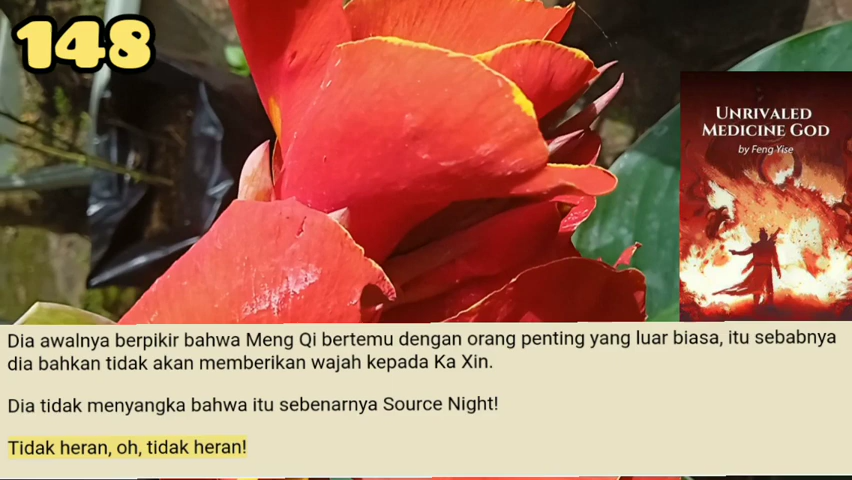 148
UNRIVALED
MEDICINE GOD
by Feng Yise
Dia awalnya berpikir bahwa Meng Qi bertemu dengan orang penting yang luar biasa, itu sebabnya
dia bahkan tidak akan memberikan wajah kepada Ka Xin.
Dia tidak menyangka bahwa itu sebenarnya Source Night!
Tidak heran, oh, tidak heran!